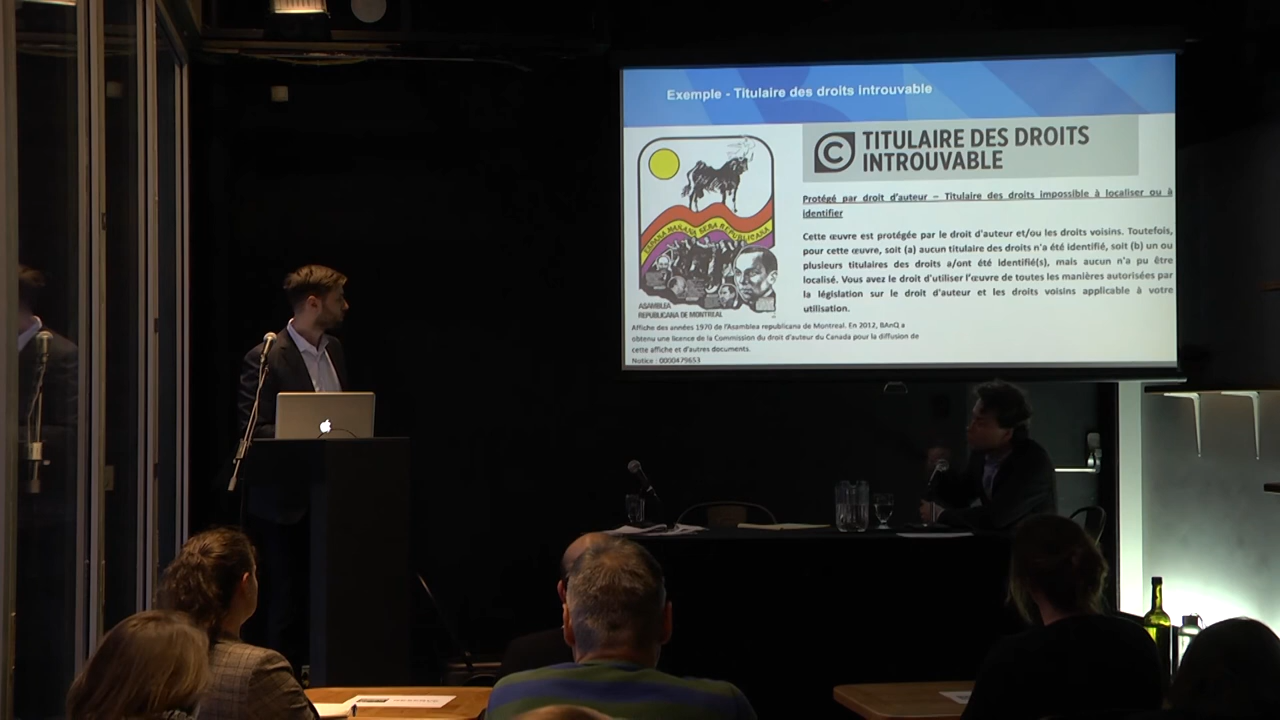 Exemple - Titulaire des droits introuvable
ESPAÑA MAÑANA SERA REPUBLICANA
ASAMBLEA
REPUBLICANA DE MONTREAL
C TITULAIRE DES DROITS
INTROUVABLE
Protégé par droit d'auteur – Titulaire des droits impossible à localiser ou à
identifier
Cette œuvre est protégée par le droit d'auteur et/ou les droits voisins. Toutefois,
pour cette œuvre, soit (a) aucun titulaire des droits n'a été identifié, soit (b) un ou
plusieurs titulaires des droits a/ont été identifié(s), mais aucun n'a pu être
localisé. Vous avez le droit d'utiliser l'œuvre de toutes les manières autorisées par
la législation sur le droit d'auteur et les droits voisins applicable à votre
utilisation.
Affiche des années 1970 de l'Asamblea republicana de Montreal. En 2012, BAnQ a
obtenu une licence de la Commission du droit d'auteur du Canada pour la diffusion de
cette affiche et d'autres documents.
Notice : 0000479653